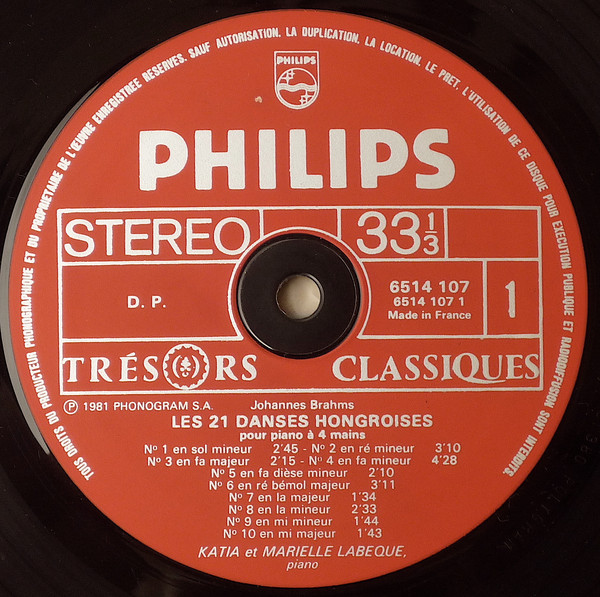 TOUS DROITS DU PRODUCTEUR PHONOGRAPHIQUE ET DU PROPRIETAIRE DE L'ŒUVRE ENREGISTREE RESERVES. SAUF AUTORISATION, LA DUPLICATION, LA LOCATION, LE PRET, L'UTILISATION DE CE DISQUE POUR EXECUTION PUBLIQUE ET RADIODIFFUSION SONT INTERDITS.
PHILIPS
PHILIPS
STEREO 33 1/3
D. P.
6514 107
6514 107 1
Made in France
1
TRÉSORS CLASSIQUES
Ⓟ 1981 PHONOGRAM S.A. Johannes Brahms
LES 21 DANSES HONGROISES
pour piano à 4 mains
Nº 1 en sol mineur 2'45 - Nº 2 en ré mineur 3'10
Nº 3 en fa majeur 2'15 - Nº 4 en fa mineur 4'28
Nº 5 en fa dièse mineur 2'10
Nº 6 en ré bémol majeur 3'11
Nº 7 en la majeur 1'34
Nº 8 en la mineur 2'33
Nº 9 en mi mineur 1'44
Nº 10 en mi majeur 1'43
KATIA et MARIELLE LABEQUE,
piano